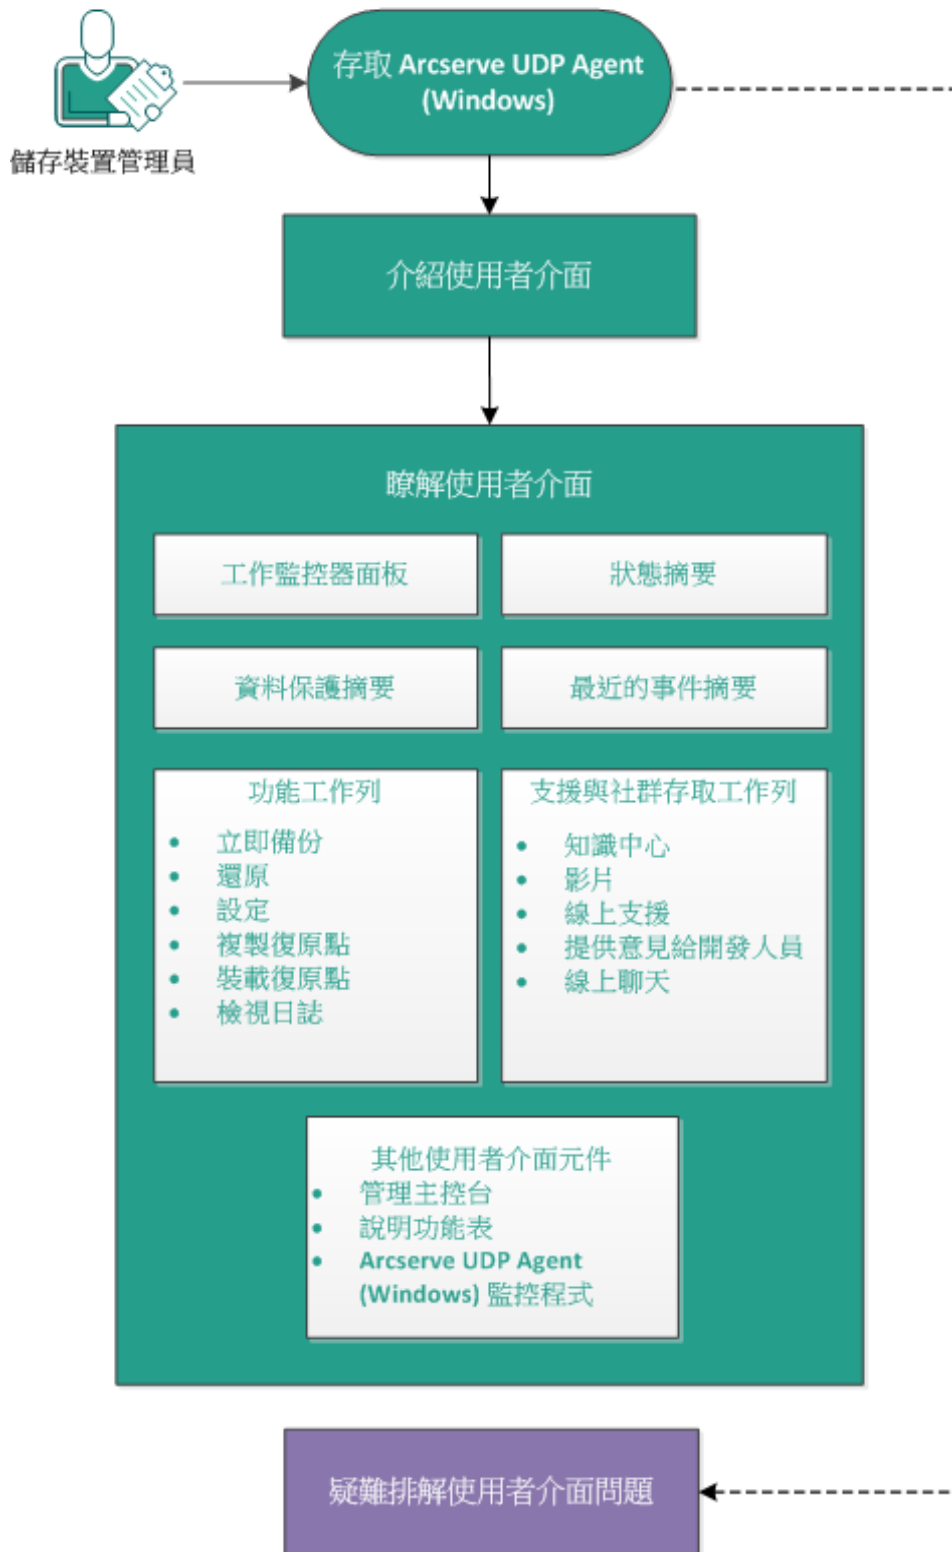 存取 Arcserve UDP Agent
(Windows)
儲存裝置管理員
介紹使用者介面
瞭解使用者介面
工作監控器面板
狀態摘要
資料保護摘要
最近的事件摘要
功能工作列
• 立即備份
• 還原
• 設定
• 複製復原點
• 裝載復原點
• 檢視日誌
支援與社群存取工作列
• 知識中心
• 影片
• 線上支援
• 提供意見給開發人員
• 線上聊天
其他使用者介面元件
• 管理主控台
• 說明功能表
• Arcserve UDP Agent
(Windows) 監控程式
疑難排解使用者介面問題